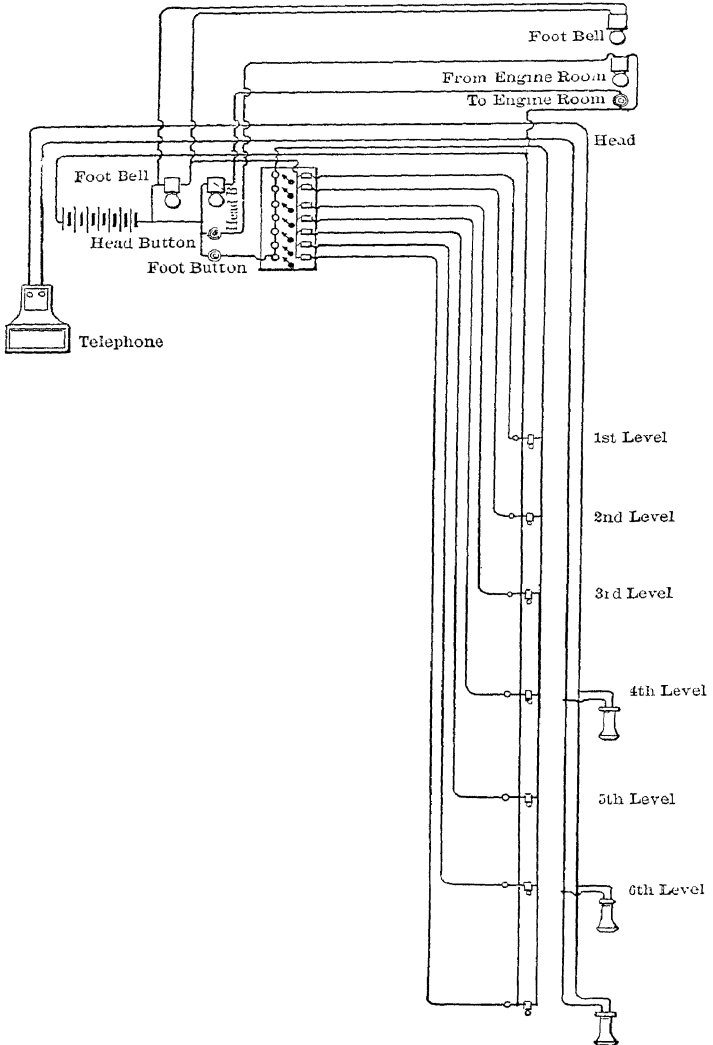 Foot Bell
From Engine Room
To Engine Room
Head
Foot Bell
Head B
Head Button
Foot Button
Telephone
1st Level
2nd Level
3rd Level
4th Level
5th Level
6th Level